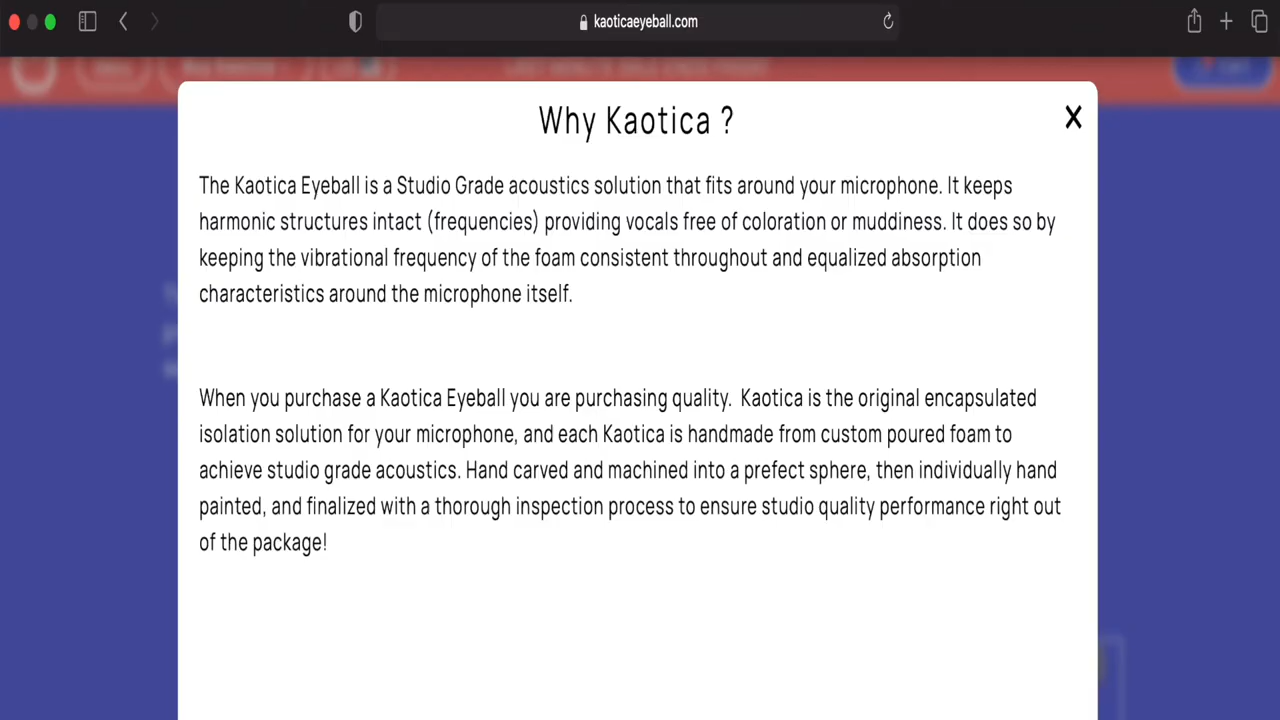 kaoticaeyeball.com
Why Kaotica ?
X
The Kaotica Eyeball is a Studio Grade acoustics solution that fits around your microphone. It keeps
harmonic structures intact (frequencies) providing vocals free of coloration or muddiness. It does so by
keeping the vibrational frequency of the foam consistent throughout and equalized absorption
characteristics around the microphone itself.
When you purchase a Kaotica Eyeball you are purchasing quality.  Kaotica is the original encapsulated
isolation solution for your microphone, and each Kaotica is handmade from custom poured foam to
achieve studio grade acoustics. Hand carved and machined into a prefect sphere, then individually hand
painted, and finalized with a thorough inspection process to ensure studio quality performance right out
of the package!